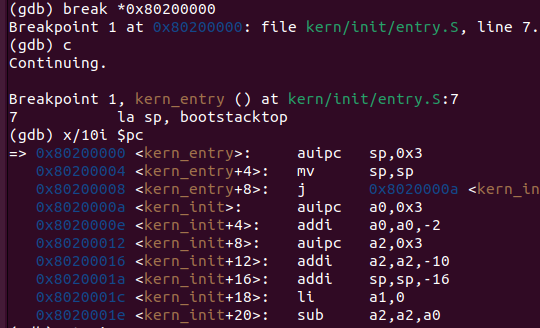 (gdb) break *0x80200000
Breakpoint 1 at 0x80200000: file kern/init/entry.S, line 7.
(gdb) c
Continuing.
Breakpoint 1, kern_entry () at kern/init/entry.S:7
7 la sp, bootstacktop
(gdb) x/10i $pc
=> 0x80200000 <kern_entry>: auipc sp,0x3
0x80200004 <kern_entry+4>: mv sp,sp
0x80200008 <kern_entry+8>: j 0x8020000a <kern_in
0x8020000a <kern_init>: auipc a0,0x3
0x8020000e <kern_init+4>: addi a0,a0,-2
0x80200012 <kern_init+8>: auipc a2,0x3
0x80200016 <kern_init+12>: addi a2,a2,-10
0x8020001a <kern_init+16>: addi sp,sp,-16
0x8020001c <kern_init+18>: li a1,0
0x8020001e <kern_init+20>: sub a2,a2,a0